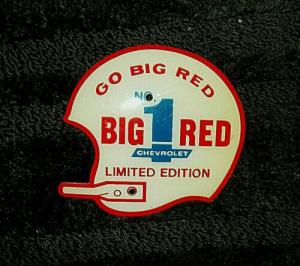 GO BIG RED
NO.
BIG 1 RED
CHEVROLET
LIMITED EDITION